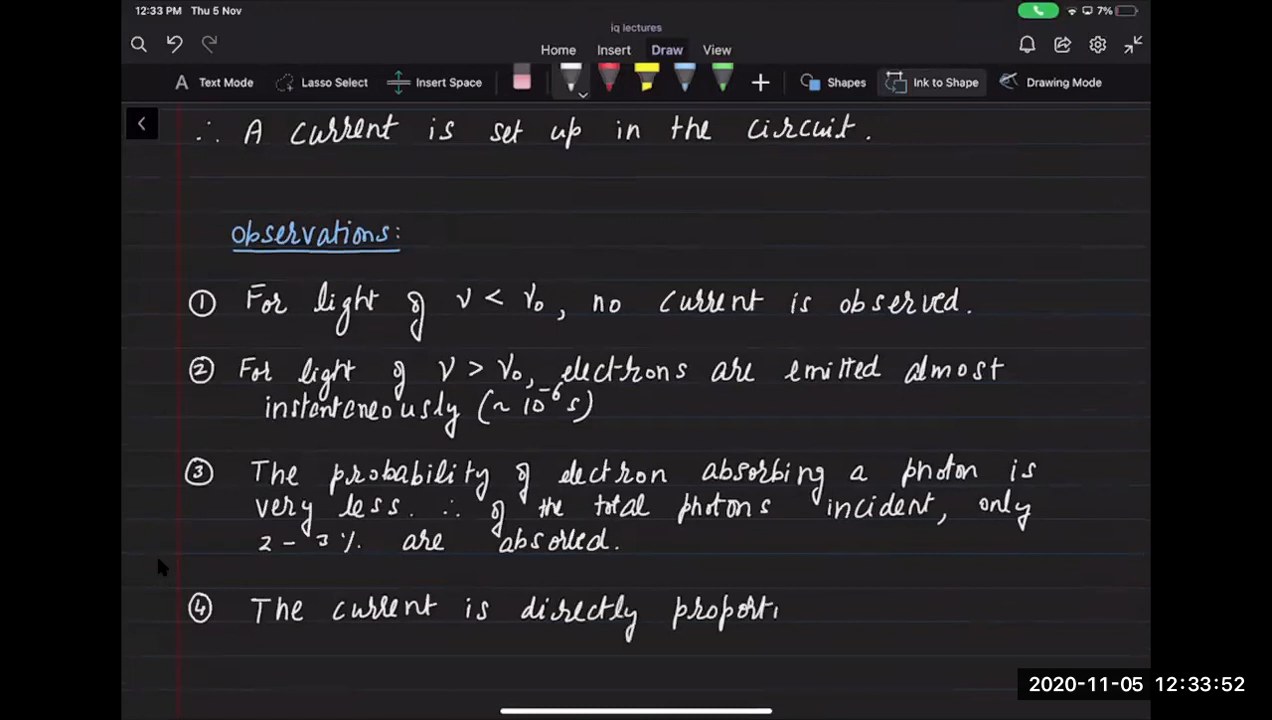 12:33 PM Thu 5 Nov
7%
iq lectures
Home Insert Draw View
Text Mode Lasso Select Insert Space Shapes Ink to Shape Drawing Mode
∴ A current is set up in the circuit.
Observations:
① For light of ν < ν₀, no current is observed.
② For light of ν > ν₀, electrons are emitted almost
instantaneously (~ 10⁻⁶ s)
③ The probability of electron absorbing a photon is
very less. ∴ of the total photons incident, only
2 - 3 % are absorbed.
④ The current is directly proporti
2020-11-05 12:33:52